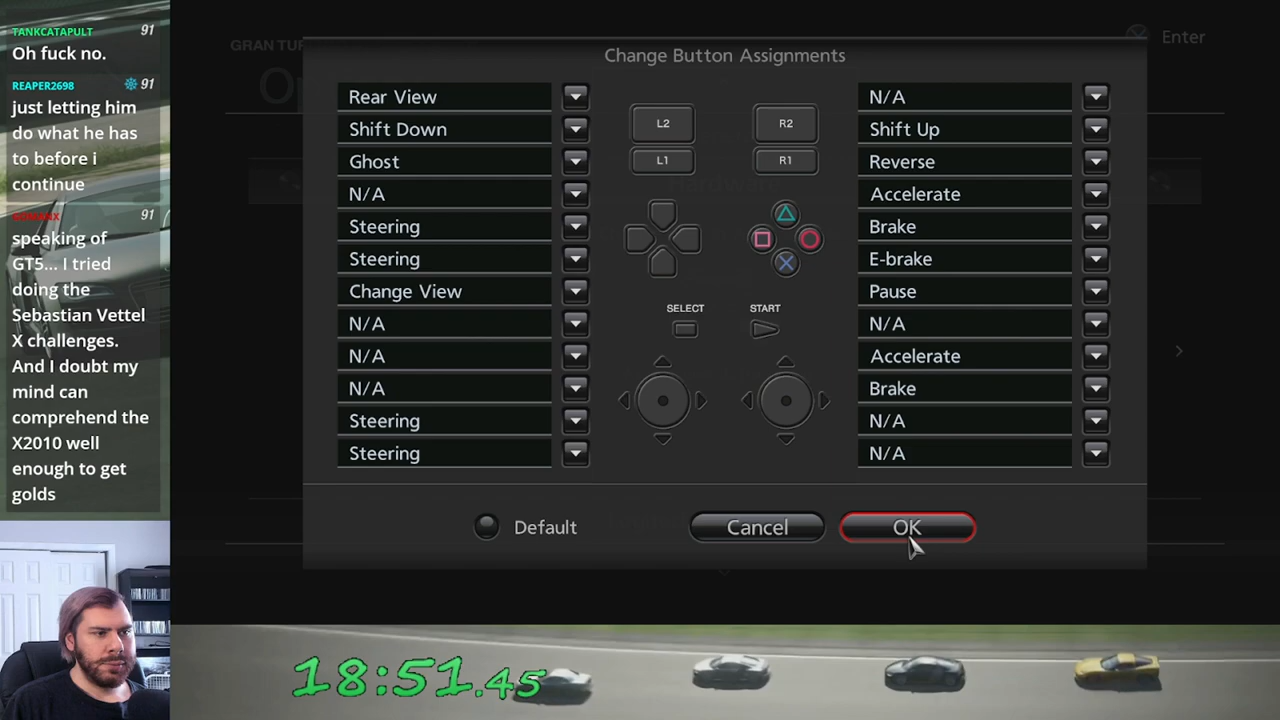 TANKCATAPULT 91
Oh fuck no.
REAPER2698 91
just letting him
do what he has
to before i
continue
91
speaking of
GT5... I tried
doing the
Sebastian Vettel
X challenges.
And I doubt my
mind can
comprehend the
X2010 well
enough to get
golds
GRAN TUR
Enter
Change Button Assignments
Rear View
Shift Down
Ghost
N/A
Steering
Steering
Change View
N/A
N/A
N/A
Steering
Steering
L2
R2
L1
R1
SELECT
START
N/A
Shift Up
Reverse
Accelerate
Brake
E-brake
Pause
N/A
Accelerate
Brake
N/A
N/A
Default
Cancel
OK
18:51.45